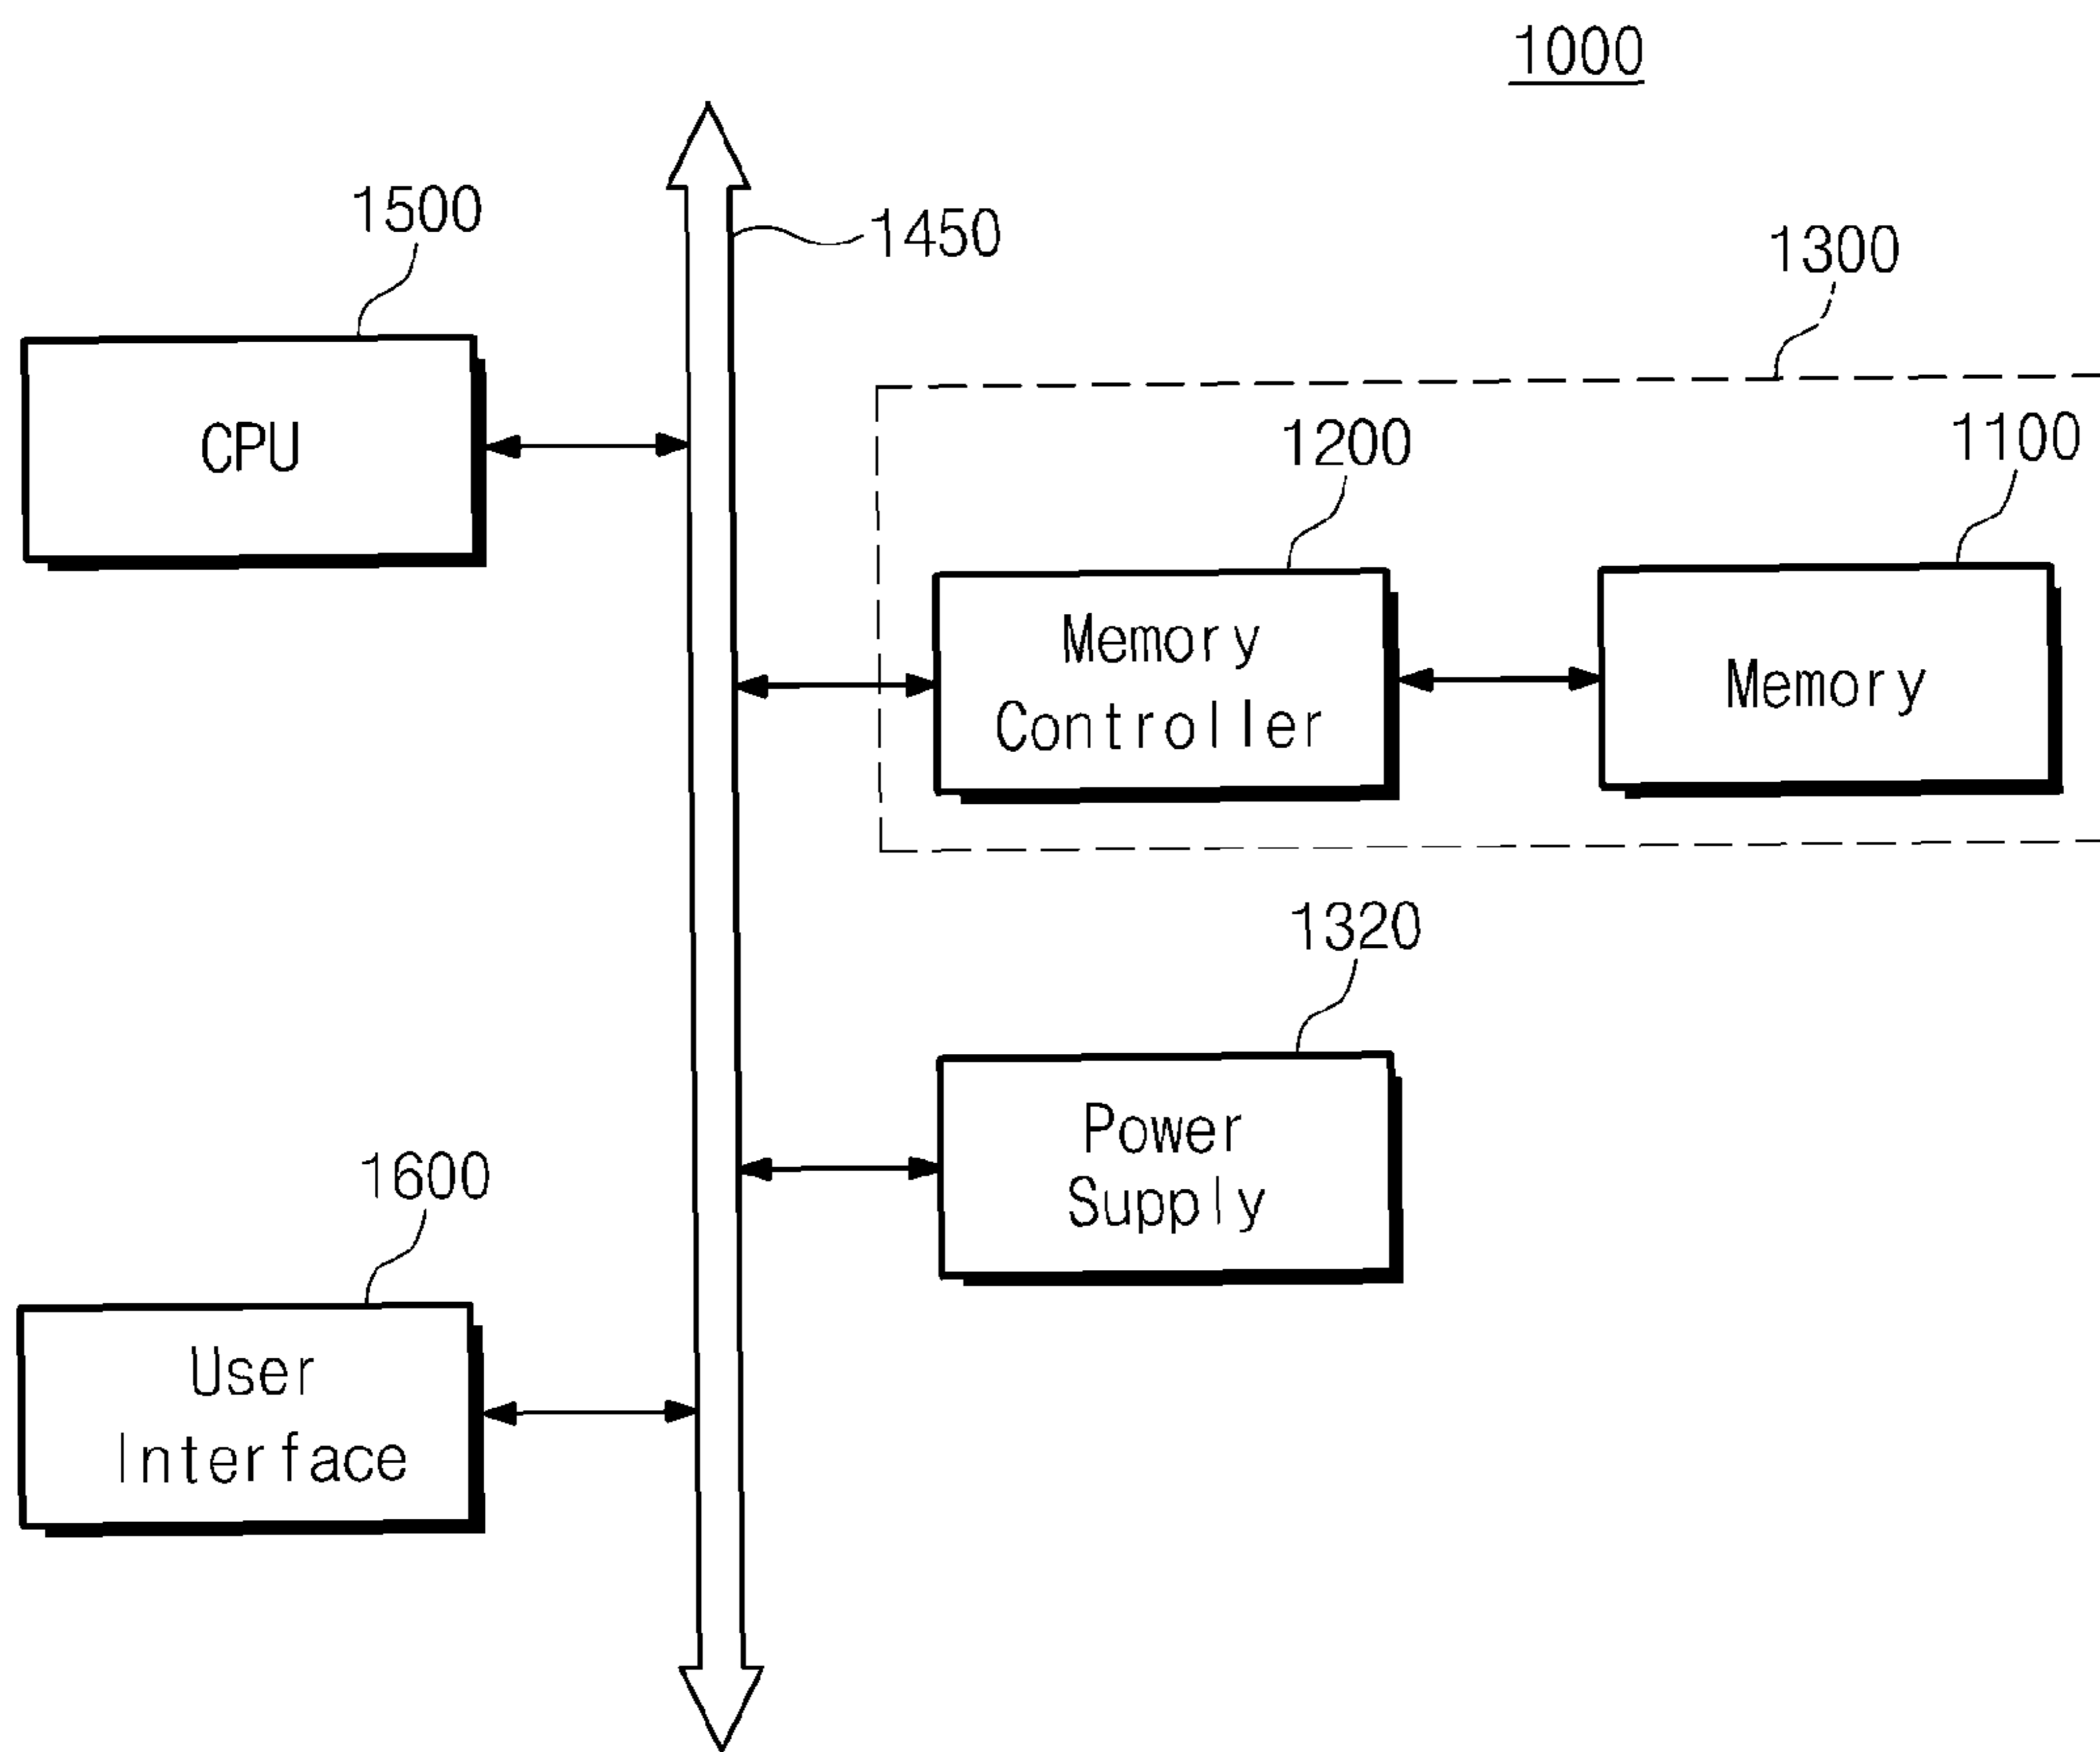 1000
1500
1450
1300
CPU
1200
1100
Memory
Controller
Memory
1320
Power
Supply
1600
User
Interface